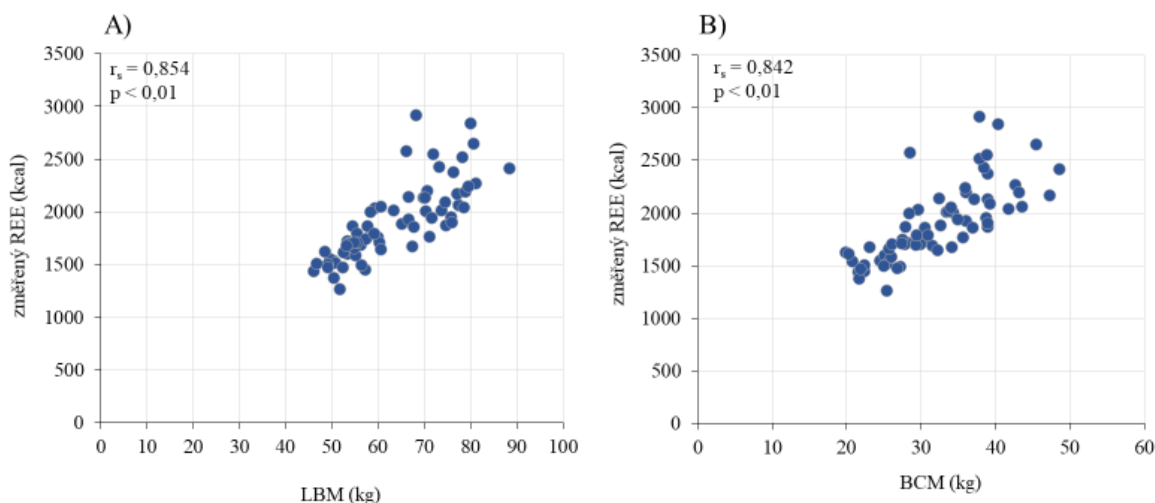 A)
3500
3000
2500
2000
1500
1000
500
0
r_s = 0,854
p < 0,01
změřený REE (kcal)
0 10 20 30 40 50 60 70 80 90 100
LBM (kg)
B)
3500
3000
2500
2000
1500
1000
500
0
r_s = 0,842
p < 0,01
změřený REE (kcal)
0 10 20 30 40 50 60
BCM (kg)